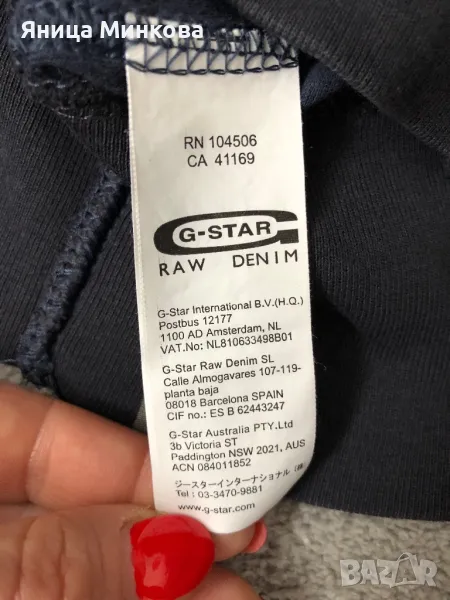 Яница Минкова
RN 104506
CA 41169
G-STAR
RAW DENIM
G-Star International B.V.(H.Q.)
Postbus 12177
1100 AD Amsterdam, NL
VAT.No: NL810633498B01
G-Star Raw Denim SL
Calle Almogavares 107-119-
planta baja
08018 Barcelona SPAIN
CIF no.: ES B 62443247
G-Star Australia PTY.Ltd
3b Victoria ST
Paddington NSW 2021, AUS
ACN 084011852
ジースターインターナショナル（株）
Tel : 03-3470-9881
www.g-star.com
BAZAR